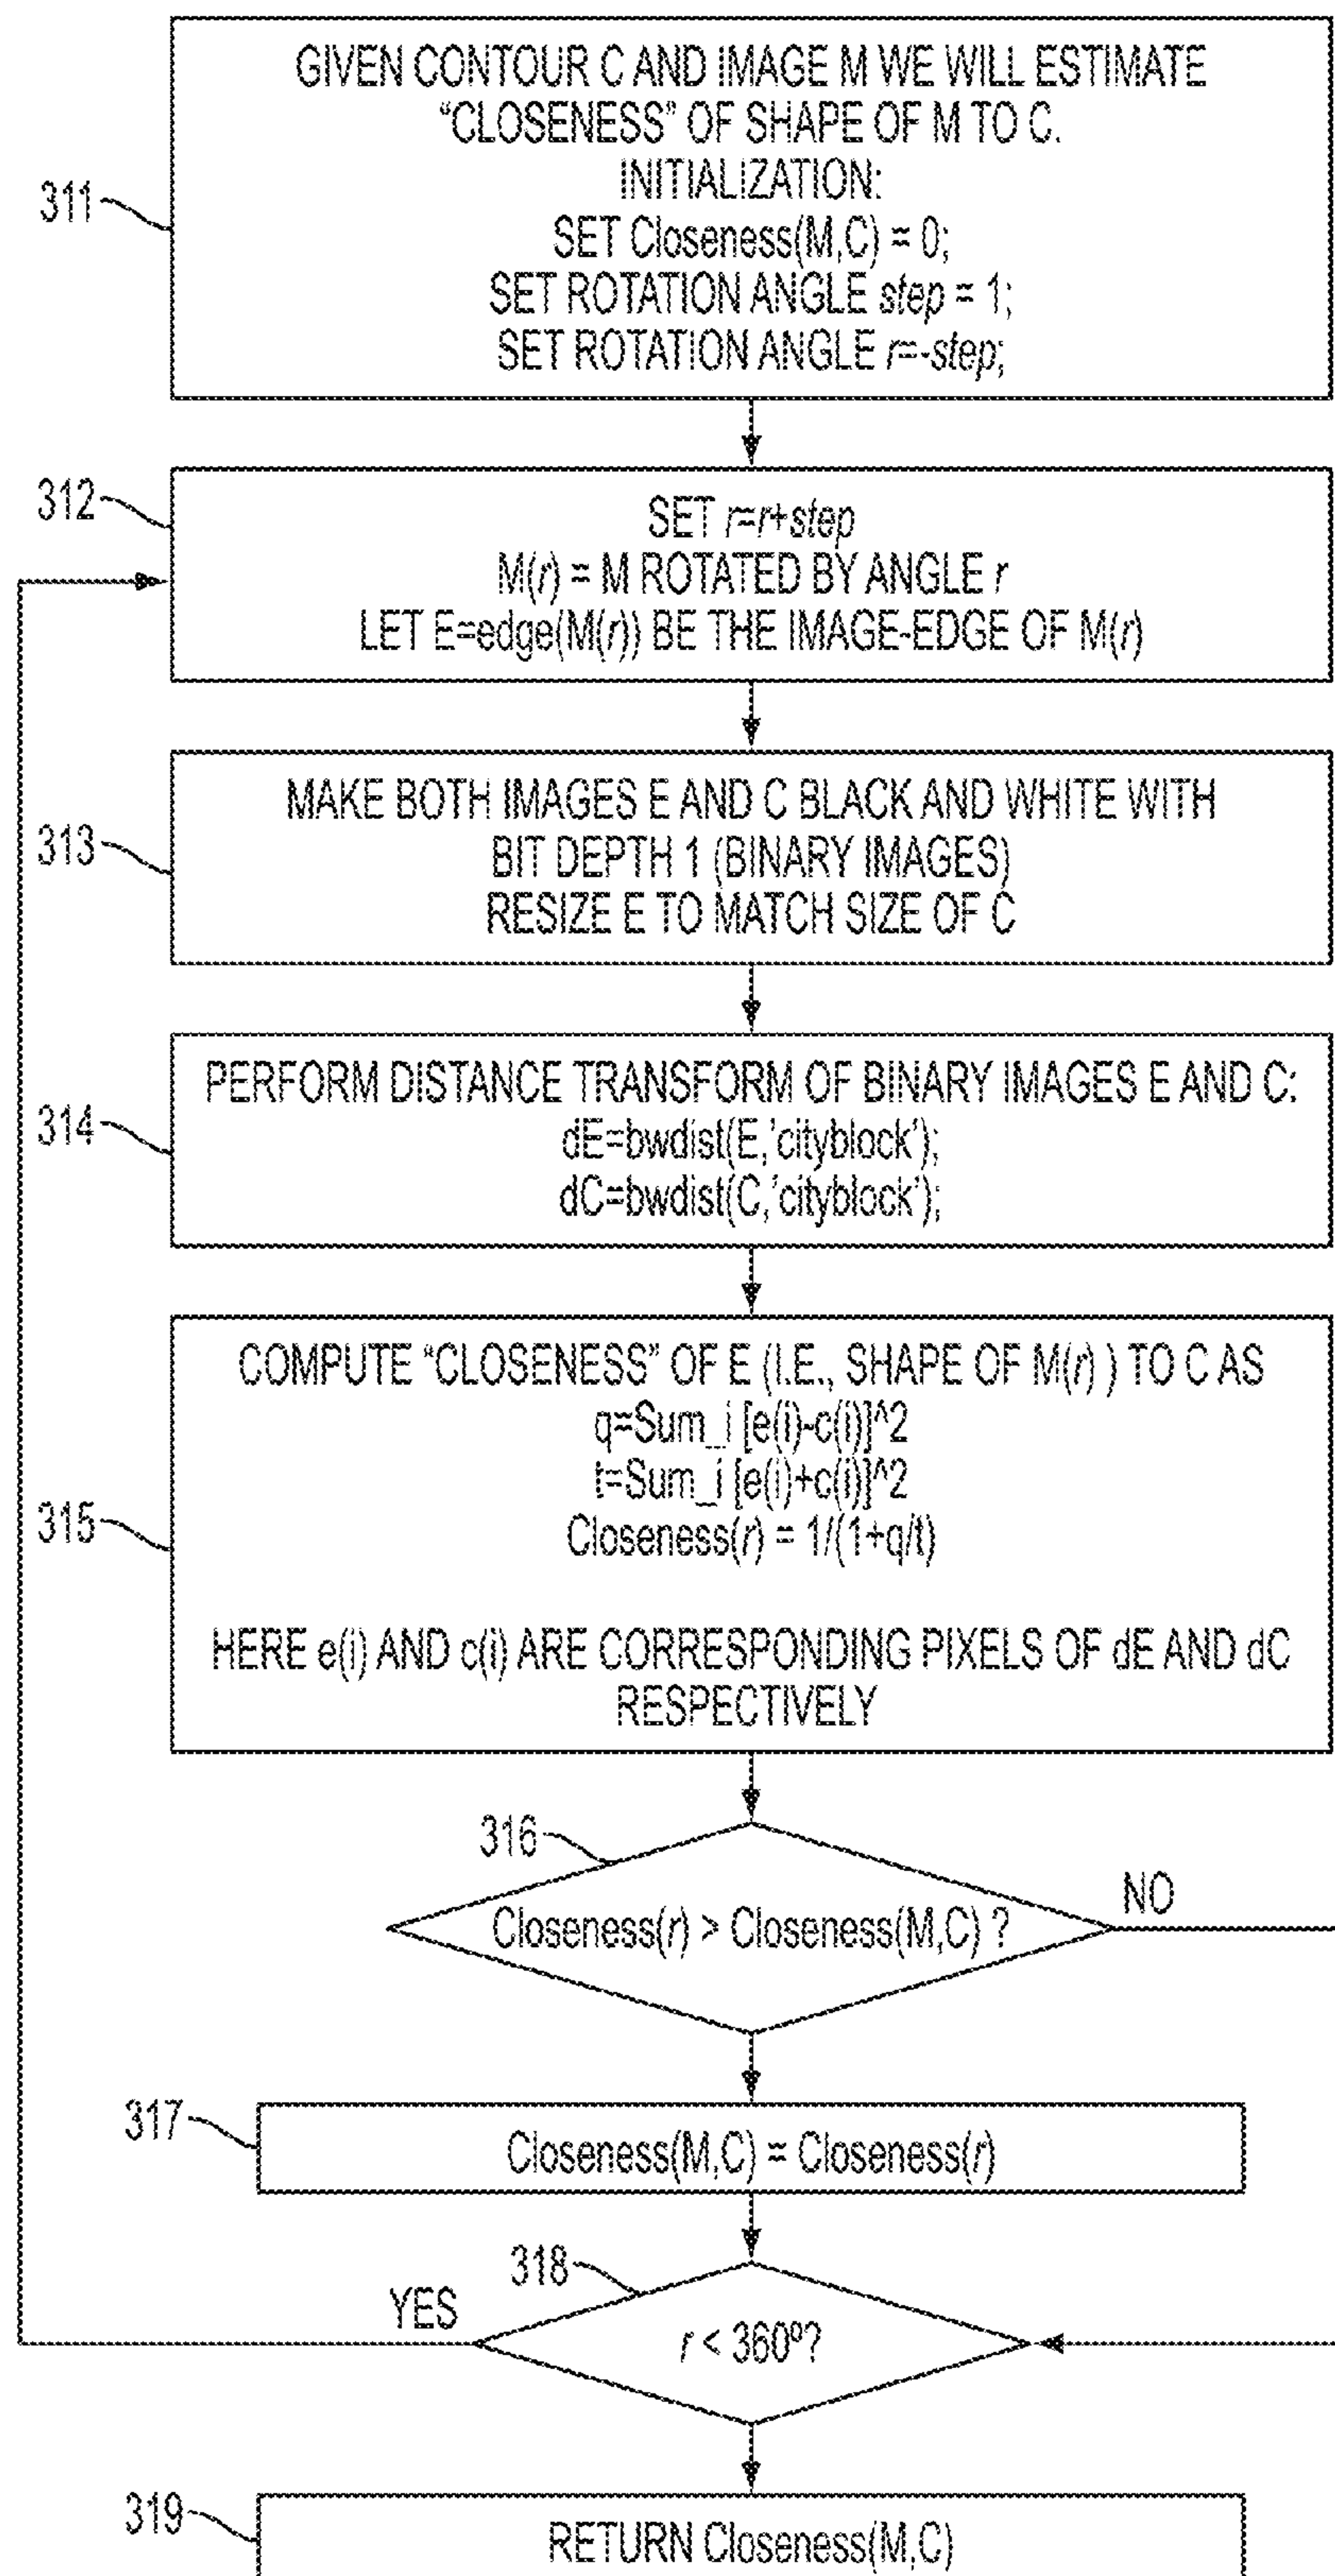 GIVEN CONTOUR C AND IMAGE M WE WILL ESTIMATE
"CLOSENESS" OF SHAPE OF M TO C.
INITIALIZATION:
SET Closeness(M,C) = 0;
SET ROTATION ANGLE step = 1;
SET ROTATION ANGLE r=-step;
311
312
SET r=r+step
M(r) = M ROTATED BY ANGLE r
LET E=edge(M(r)) BE THE IMAGE-EDGE OF M(r)
313
MAKE BOTH IMAGES E AND C BLACK AND WHITE WITH
BIT DEPTH 1 (BINARY IMAGES)
RESIZE E TO MATCH SIZE OF C
314
PERFORM DISTANCE TRANSFORM OF BINARY IMAGES E AND C:
dE=bwdist(E,'cityblock');
dC=bwdist(C,'cityblock');
315
COMPUTE "CLOSENESS" OF E (I.E., SHAPE OF M(r) ) TO C AS
q=Sum_i [e(i)-c(i)]^2
t=Sum_i [e(i)+c(i)]^2
Closeness(r) = 1/(1+q/t)
HERE e(i) AND c(i) ARE CORRESPONDING PIXELS OF dE AND dC
RESPECTIVELY
316
Closeness(r) > Closeness(M,C) ?
NO
317
Closeness(M,C) = Closeness(r)
318
YES
r < 360º?
319
RETURN Closeness(M,C)